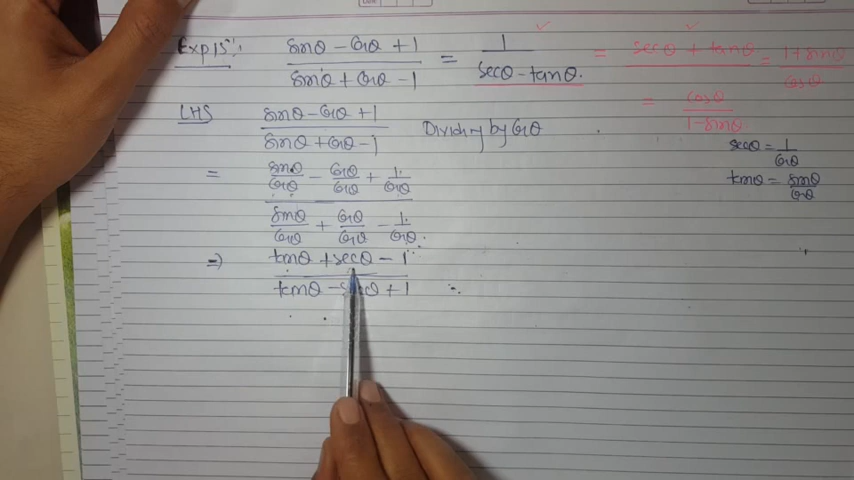 Exp 15: (sinθ - cosθ + 1)/(sinθ + cosθ - 1) = 1/(secθ - tanθ) = secθ + tanθ = (1 + sinθ)/cosθ
= cosθ/(1 - sinθ)
LHS (sinθ - cosθ + 1)/(sinθ + cosθ - 1) Dividing by cosθ
secθ = 1/cosθ
tanθ = sinθ/cosθ
= (sinθ/cosθ - cosθ/cosθ + 1/cosθ)/(sinθ/cosθ + cosθ/cosθ - 1/cosθ)
⇒ (tanθ + secθ - 1)/(tanθ - secθ + 1)